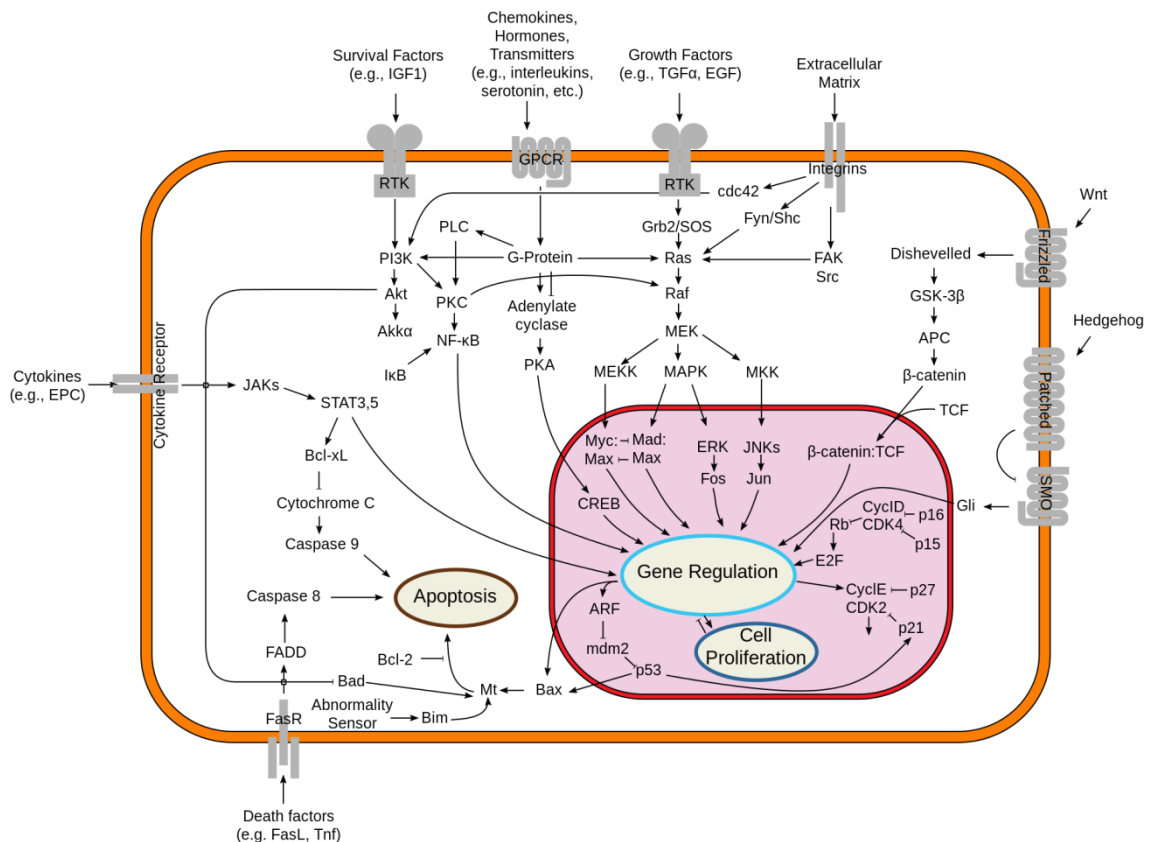 Chemokines,
Hormones,
Transmitters
(e.g., interleukins,
serotonin, etc.)
Survival Factors
(e.g., IGF1)
Growth Factors
(e.g., TGFα, EGF)
Extracellular
Matrix
GPCR
Integrins
RTK
RTK
cdc42
Wnt
Fyn/Shc
PLC
Grb2/SOS
Frizzled
Dishevelled
PI3K
G-Protein
Ras
FAK
Src
Akt
PKC
Adenylate
cyclase
Raf
GSK-3β
Hedgehog
Akkα
NF-κB
MEK
APC
IκB
PKA
MEKK
MAPK
MKK
β-catenin
Cytokines
(e.g., EPC)
Cytokine Receptor
JAKs
STAT3,5
TCF
Patched
Myc:
Max
Mad:
Max
ERK
JNKs
β-catenin:TCF
Bcl-xL
Fos
Jun
Cytochrome C
CREB
Gli
SMO
CyclD
CDK4
p16
Rb
p15
Caspase 9
E2F
Gene Regulation
Caspase 8
Apoptosis
CyclE
CDK2
p27
ARF
p21
FADD
Bcl-2
mdm2
Cell
Proliferation
p53
Bad
Mt
Bax
Abnormality
Sensor
Bim
FasR
Death factors
(e.g. FasL, Tnf)